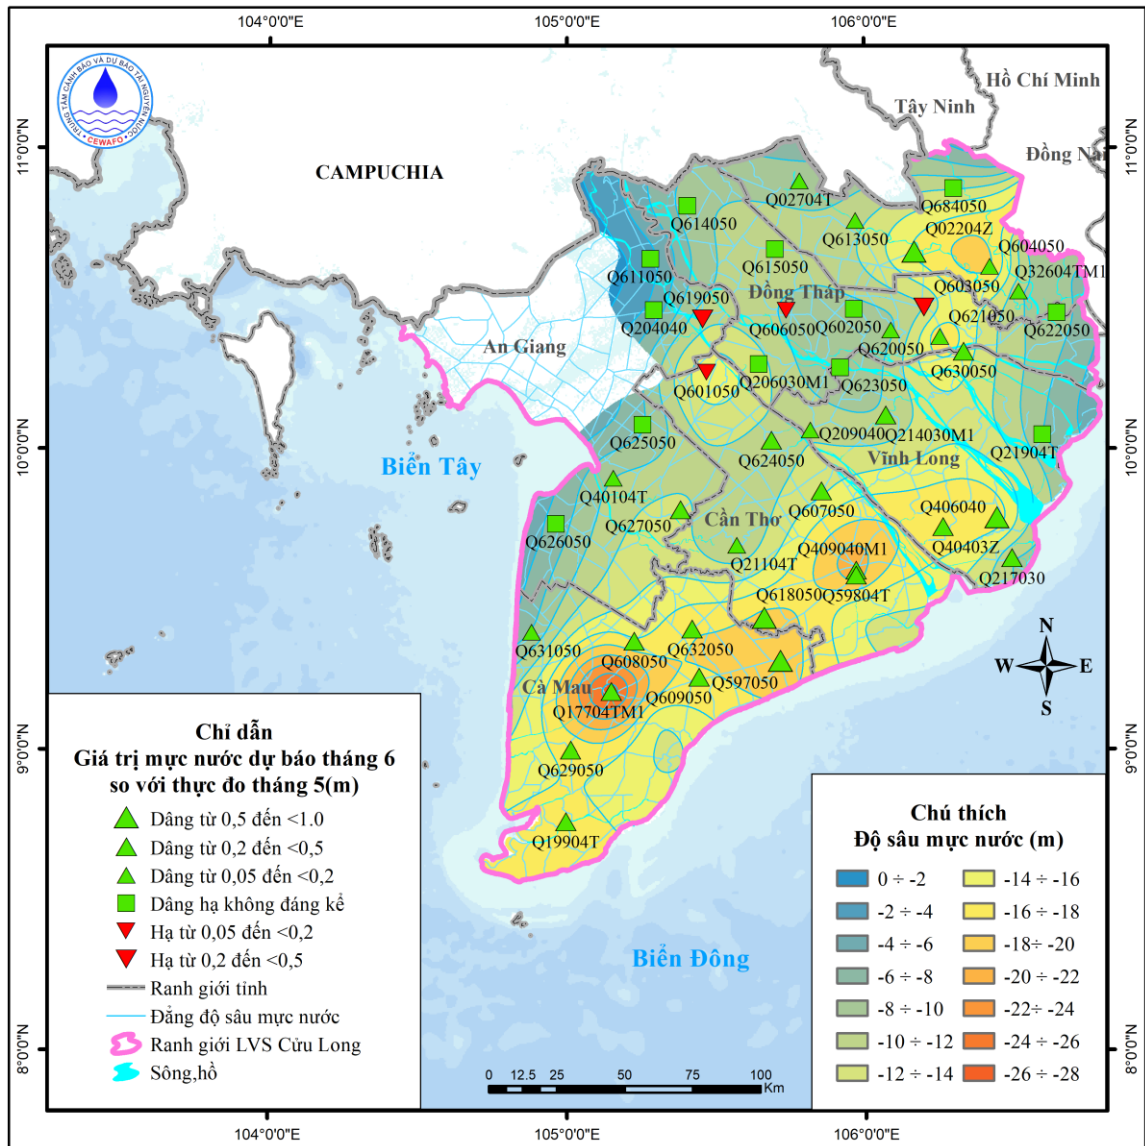 104°0'0"E
105°0'0"E
106°0'0"E
11°0'0"N
10°0'0"N
9°0'0"N
8°0'0"N
11°0'0"N
10°0'0"N
9°0'0"N
8°0'0"N
TRUNG TÂM CẢNH BÁO VÀ DỰ BÁO TÀI NGUYÊN NƯỚC
CEWAFO
CAMPUCHIA
Hồ Chí Minh
Tây Ninh
Đồng Nai
Q02704T
Q684050
Q614050
Q613050
Q02204Z
Q604050
Q611050
Q615050
Q603050
Q32604TM1
Q619050
Đồng Tháp
Q621050
Q204040
Q606050
Q602050
Q622050
An Giang
Q620050
Q630050
Q601050
Q206030M1
Q623050
Q625050
Q209040
Q214030M1
Q624050
Vĩnh Long
Q21904T
Biển Tây
Q40104T
Q627050
Cần Thơ
Q607050
Q406040
Q626050
Q21104T
Q409040M1
Q40403Z
Q618050
Q59804T
Q217030
Q631050
Q608050
Q632050
Q597050
Cà Mau
Q609050
Q17704TM1
Q629050
Q19904T
Biển Đông
N
W
E
S
Chỉ dẫn
Giá trị mực nước dự báo tháng 6
so với thực đo tháng 5(m)
Dâng từ 0,5 đến <1.0
Dâng từ 0,2 đến <0,5
Dâng từ 0,05 đến <0,2
Dâng hạ không đáng kể
Hạ từ 0,05 đến <0,2
Hạ từ 0,2 đến <0,5
Ranh giới tỉnh
Đẳng độ sâu mực nước
Ranh giới LVS Cửu Long
Sông,hồ
0 12.5 25 50 75 100
Km
Chú thích
Độ sâu mực nước (m)
0 ÷ -2
-2 ÷ -4
-4 ÷ -6
-6 ÷ -8
-8 ÷ -10
-10 ÷ -12
-12 ÷ -14
-14 ÷ -16
-16 ÷ -18
-18÷ -20
-20 ÷ -22
-22÷ -24
-24 ÷ -26
-26 ÷ -28
104°0'0"E
105°0'0"E
106°0'0"E